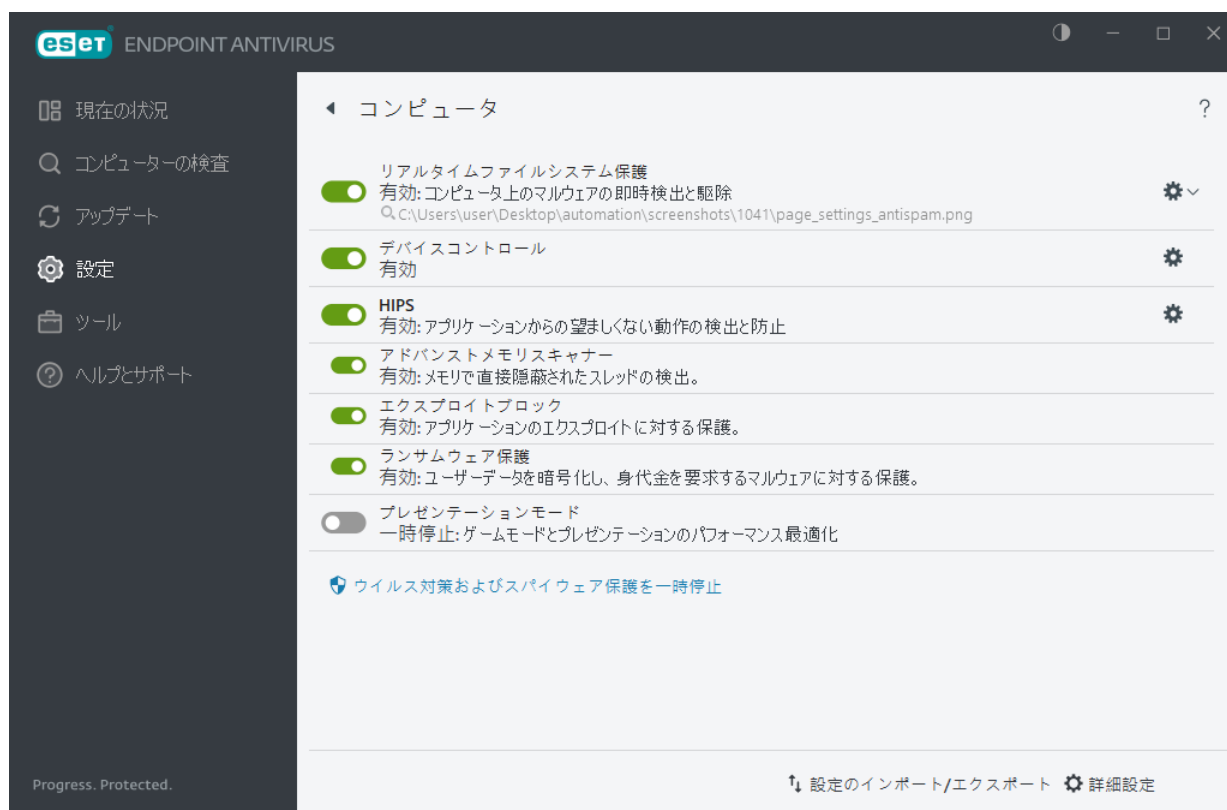 eset ENDPOINT ANTIVIRUS
現在の状況
コンピューターの検査
アップデート
設定
ツール
ヘルプとサポート
Progress. Protected.
コンピュータ
?
リアルタイムファイルシステム保護
有効: コンピュータ上のマルウェアの即時検出と駆除
C:\Users\user\Desktop\automation\screenshots\1041\page_settings_antispam.png
デバイスコントロール
有効
HIPS
有効: アプリケーションからの望ましくない動作の検出と防止
アドバンストメモリスキャナー
有効: メモリで直接隠蔽されたスレッドの検出。
エクスプロイトブロック
有効: アプリケーションのエクスプロイトに対する保護。
ランサムウェア保護
有効: ユーザーデータを暗号化し、身代金を要求するマルウェアに対する保護。
プレゼンテーションモード
一時停止: ゲームモードとプレゼンテーションのパフォーマンス最適化
ウイルス対策およびスパイウェア保護を一時停止
設定のインポート/エクスポート 詳細設定